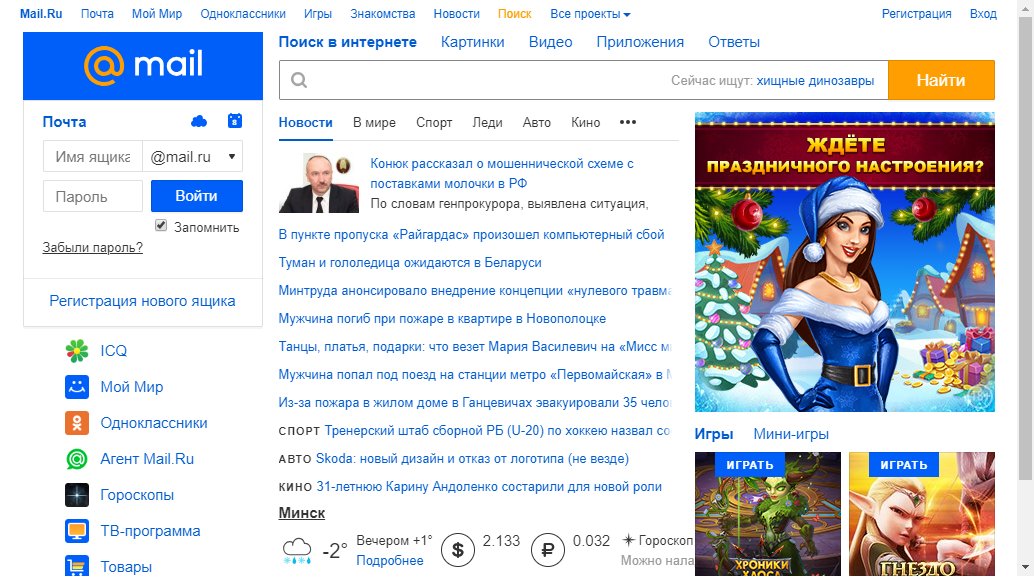 Mail.Ru Почта Мой Мир Одноклассники Игры Знакомства Новости Поиск Все проекты Регистрация Вход
mail
Поиск в интернете Картинки Видео Приложения Ответы
Сейчас ищут: хищные динозавры Найти
Почта 8
Имя ящика @mail.ru
Пароль Войти
Запомнить
Забыли пароль?
Регистрация нового ящика
ICQ
Мой Мир
Одноклассники
Агент Mail.Ru
Гороскопы
ТВ-программа
Товары
Новости В мире Спорт Леди Авто Кино •••
Конюк рассказал о мошеннической схеме с
поставками молочки в РФ
По словам генпрокурора, выявлена ситуация,
В пункте пропуска «Райгардас» произошел компьютерный сбой
Туман и гололедица ожидаются в Беларуси
Минтруда анонсировало внедрение концепции «нулевого травма
Мужчина погиб при пожаре в квартире в Новополоцке
Танцы, платья, подарки: что везет Мария Василевич на «Мисс м
Мужчина попал под поезд на станции метро «Первомайская» в М
Из-за пожара в жилом доме в Ганцевичах эвакуировали 35 чело
СПОРТ Тренерский штаб сборной РБ (U-20) по хоккею назвал со
АВТО Skoda: новый дизайн и отказ от логотипа (не везде)
КИНО 31-летнюю Карину Андоленко состарили для новой роли
Минск
-2° Вечером +1° $ 2.133 ₽ 0.032 Гороскоп
Подробнее Можно нала
ЖДЁТЕ
ПРАЗДНИЧНОГО НАСТРОЕНИЯ?
Игры Мини-игры
ИГРАТЬ ИГРАТЬ
ХРОНИКИ
ХАОСА
ГНЕЗДО